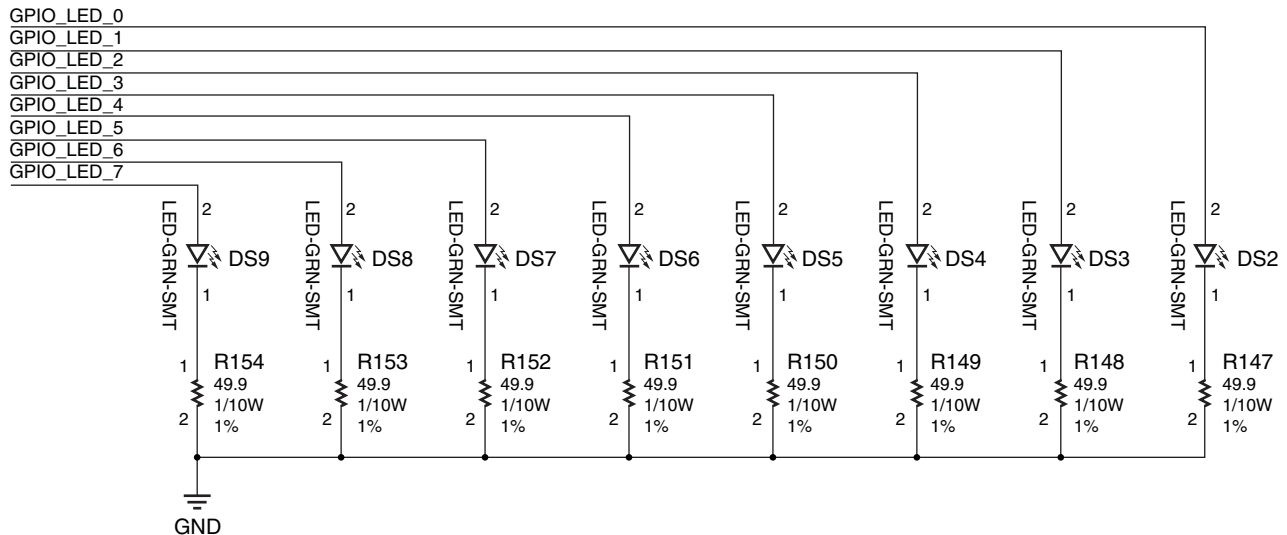 GPIO_LED_0
GPIO_LED_1
GPIO_LED_2
GPIO_LED_3
GPIO_LED_4
GPIO_LED_5
GPIO_LED_6
GPIO_LED_7
2 2 2 2 2 2 2 2
LED-GRN-SMT LED-GRN-SMT LED-GRN-SMT LED-GRN-SMT LED-GRN-SMT LED-GRN-SMT LED-GRN-SMT LED-GRN-SMT
DS9 DS8 DS7 DS6 DS5 DS4 DS3 DS2
1 1 1 1 1 1 1 1
1 R154 1 R153 1 R152 1 R151 1 R150 1 R149 1 R148 1 R147
49.9 49.9 49.9 49.9 49.9 49.9 49.9 49.9
1/10W 1/10W 1/10W 1/10W 1/10W 1/10W 1/10W 1/10W
2 1% 2 1% 2 1% 2 1% 2 1% 2 1% 2 1% 2 1%
GND